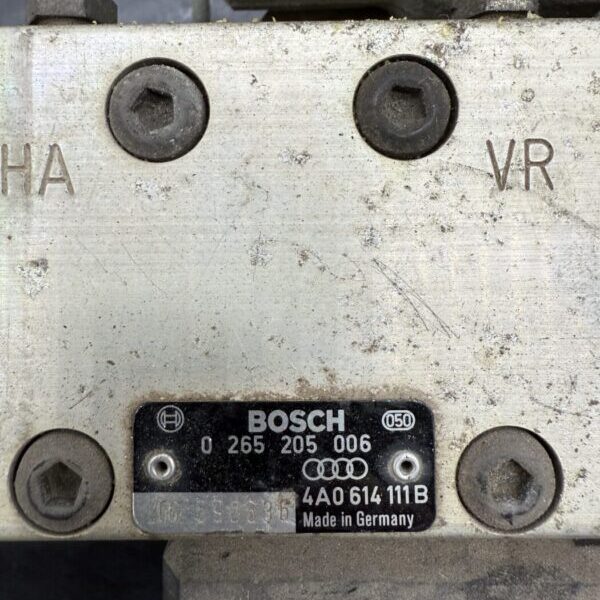 HA
VR
BOSCH
050
0 265 205 006
4A0 614 111 B
Made in Germany